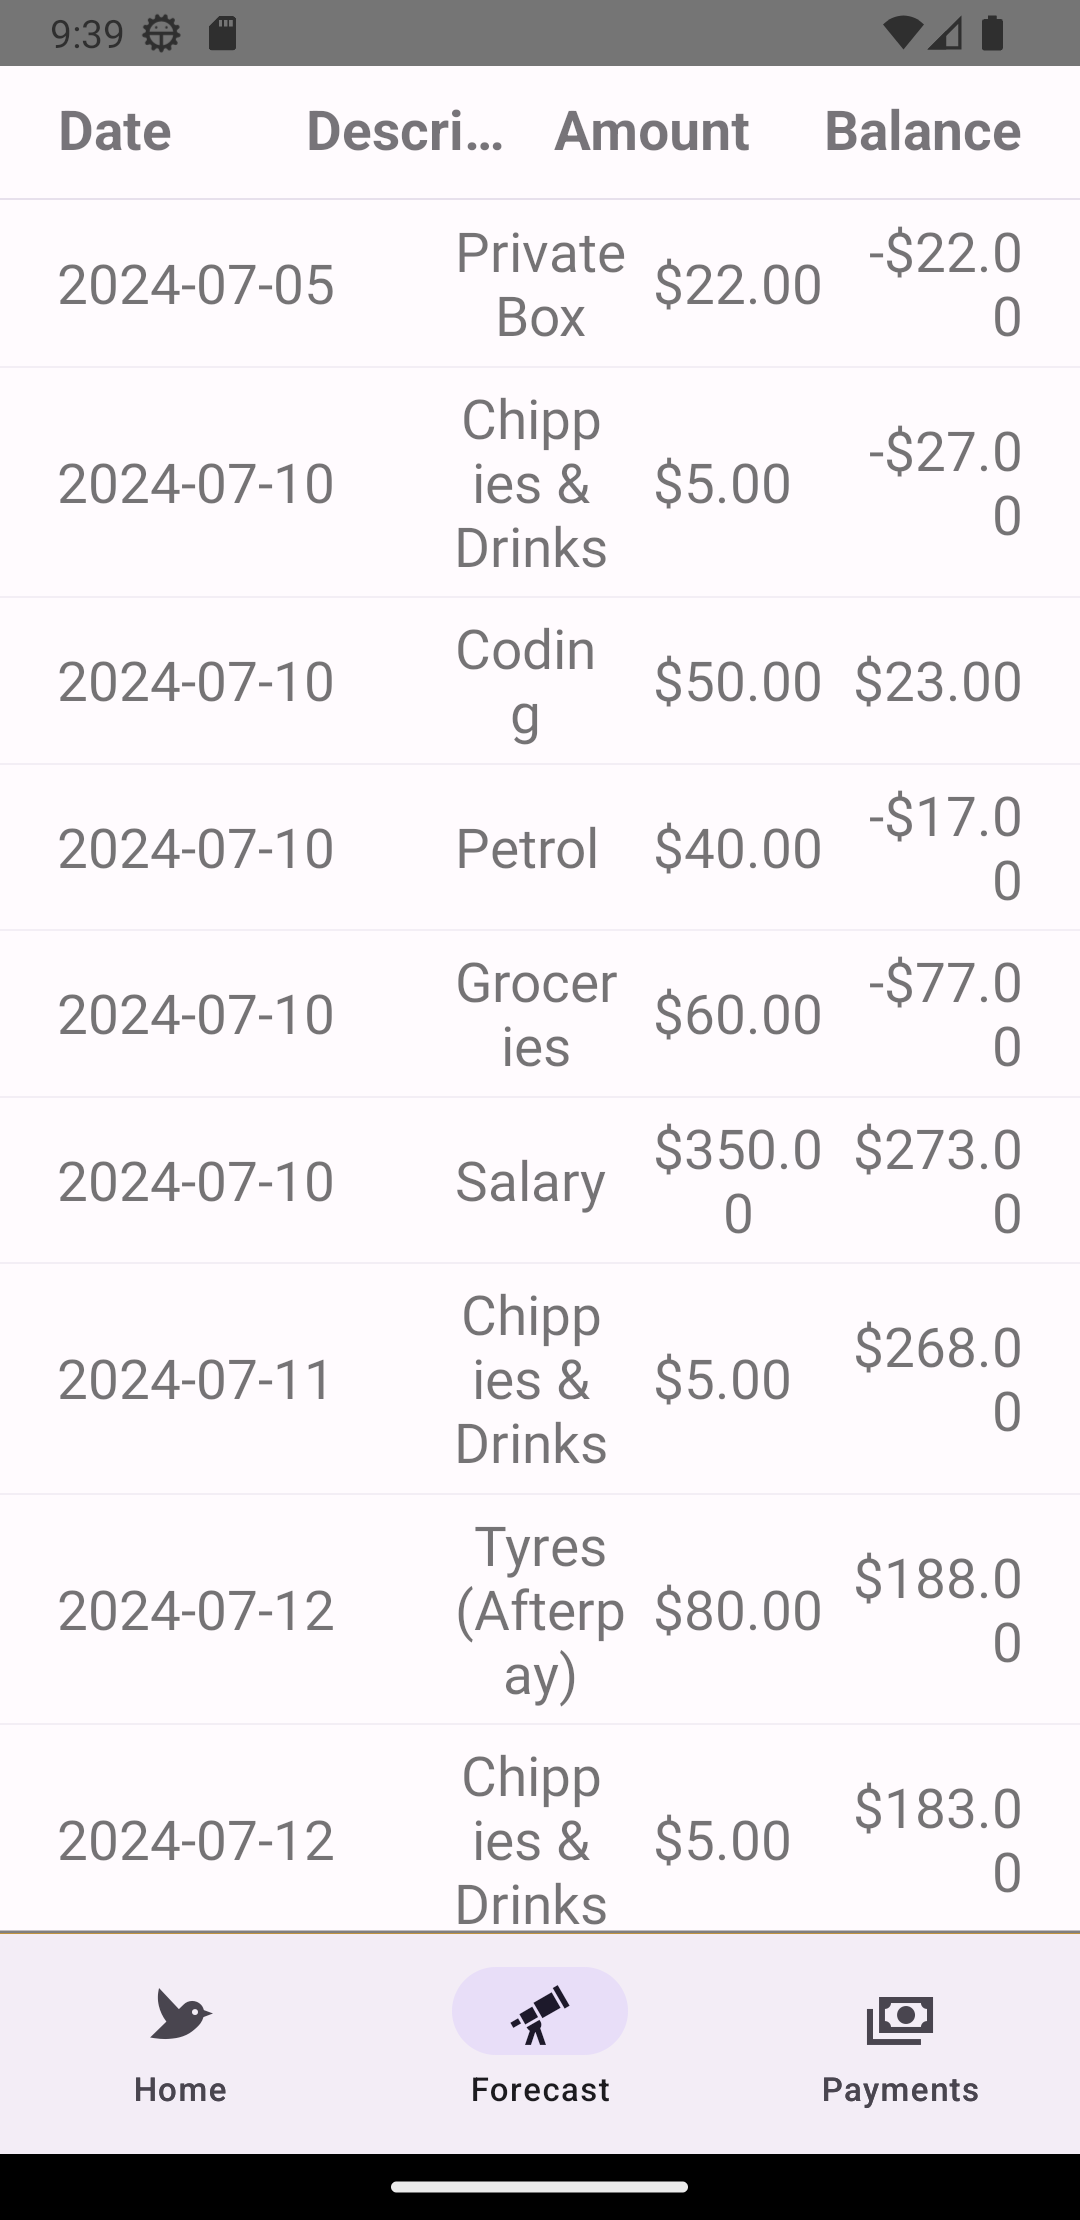 9:39
Date Descri... Amount Balance
2024-07-05 Private Box $22.00 -$22.00
2024-07-10 Chippies & Drinks $5.00 -$27.00
2024-07-10 Coding $50.00 $23.00
2024-07-10 Petrol $40.00 -$17.00
2024-07-10 Groceries $60.00 -$77.00
2024-07-10 Salary $350.00 $273.00
2024-07-11 Chippies & Drinks $5.00 $268.00
2024-07-12 Tyres (Afterpay) $80.00 $188.00
2024-07-12 Chippies & Drinks $5.00 $183.00
Home Forecast Payments